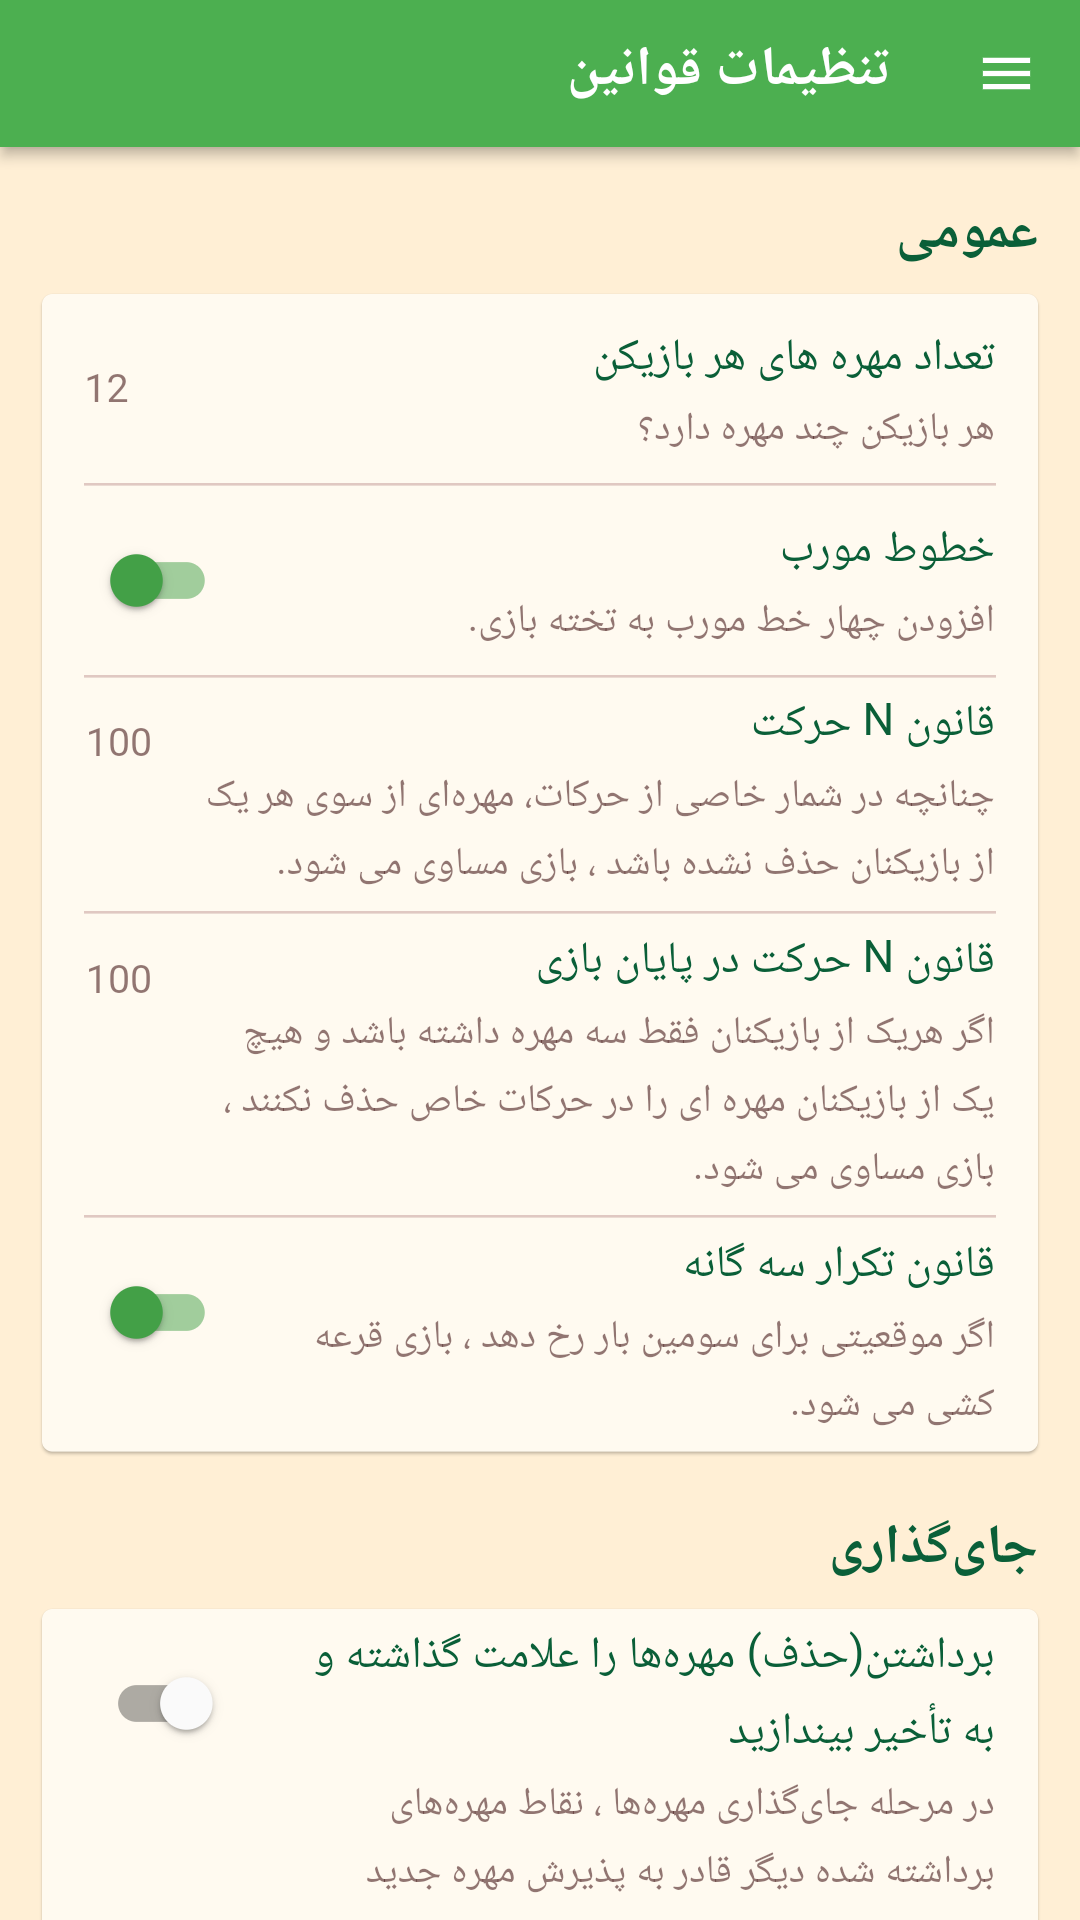 تنظیمات قوانین
عمومی
تعداد مهره های هر بازیکن
12
هر بازیکن چند مهره دارد؟
خطوط مورب
افزودن چهار خط مورب به تخته بازی.
قانون N حرکت
100
چنانچه در شمار خاصی از حرکات، مهره‌ای از سوی هر یک
از بازیکنان حذف نشده باشد ، بازی مساوی می شود.
قانون N حرکت در پایان بازی
100
اگر هریک از بازیکنان فقط سه مهره داشته باشد و هیچ
یک از بازیکنان مهره ای را در حرکات خاص حذف نکنند ،
بازی مساوی می شود.
قانون تکرار سه گانه
اگر موقعیتی برای سومین بار رخ دهد ، بازی قرعه
کشی می شود.
جای‌گذاری
برداشتن(حذف) مهره‌ها را علامت گذاشته و
به تأخیر بیندازید
در مرحله جای‌گذاری مهره‌ها ، نقاط مهره‌های
برداشته شده دیگر قادر به پذیرش مهره جدید